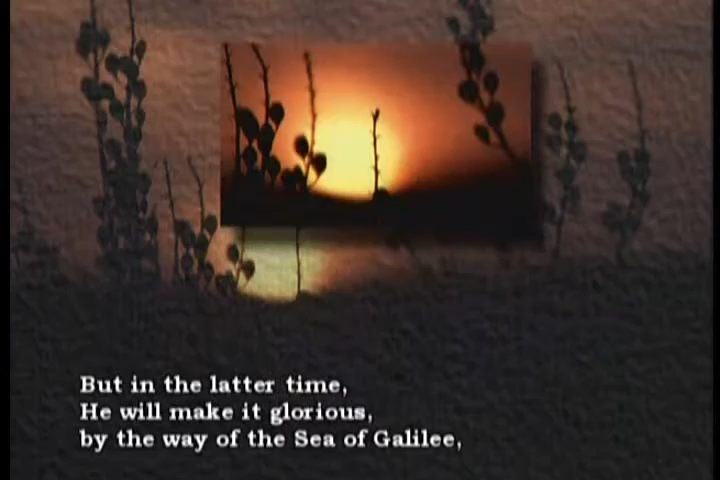 But in the latter time,
He will make it glorious,
by the way of the Sea of Galilee,